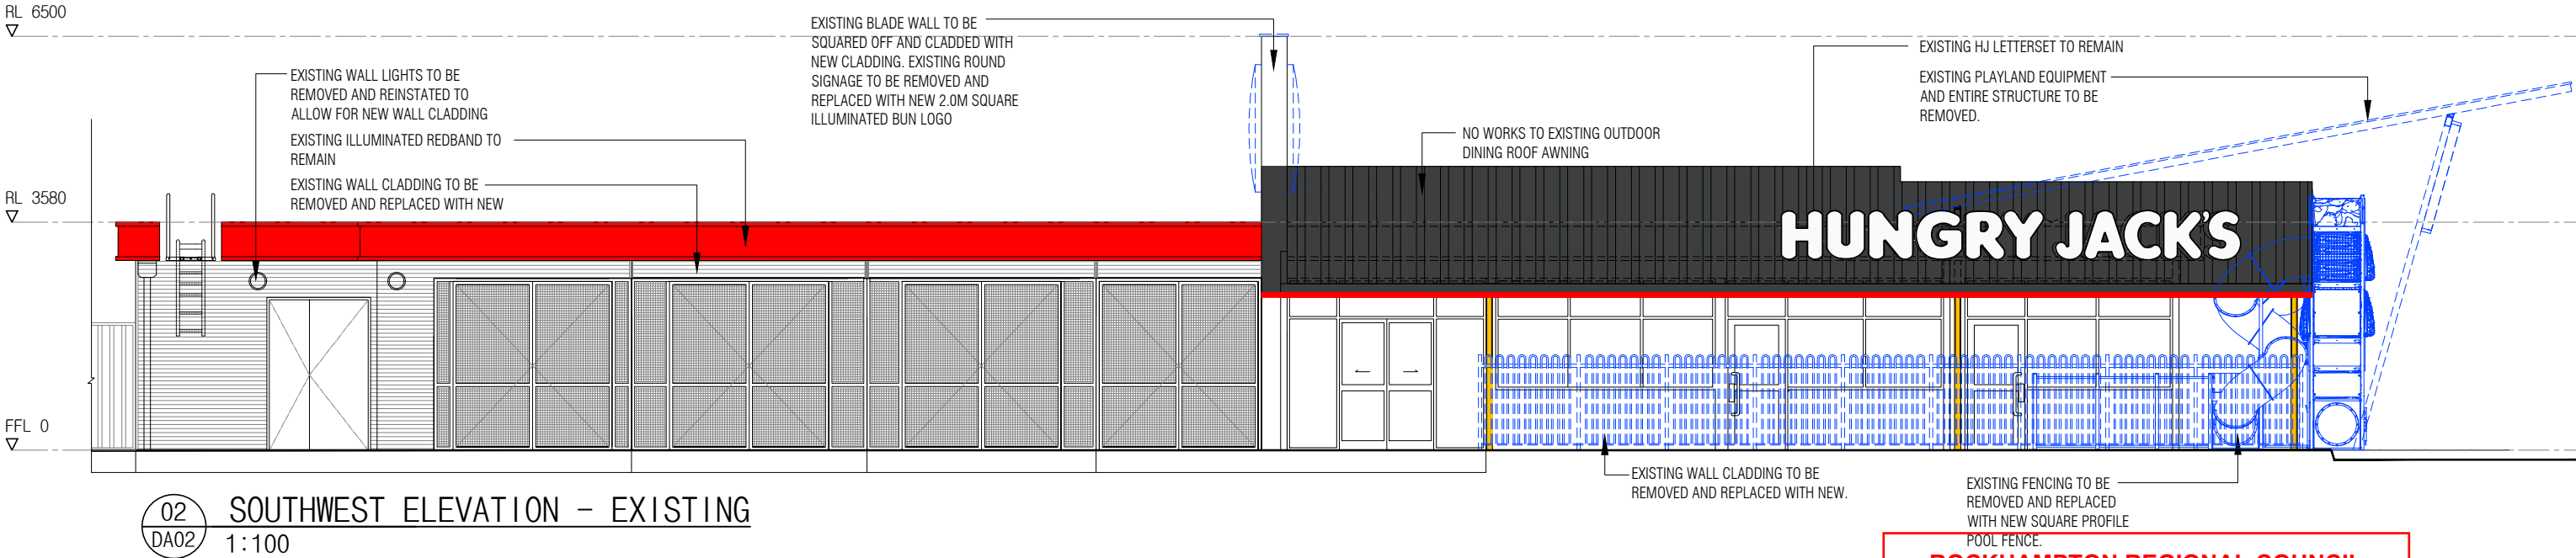 RL 6500
EXISTING BLADE WALL TO BE
SQUARED OFF AND CLADDED WITH
NEW CLADDING. EXISTING ROUND
SIGNAGE TO BE REMOVED AND
REPLACED WITH NEW 2.0M SQUARE
ILLUMINATED BUN LOGO
EXISTING HJ LETTERSET TO REMAIN
EXISTING PLAYLAND EQUIPMENT
AND ENTIRE STRUCTURE TO BE
REMOVED.
EXISTING WALL LIGHTS TO BE
REMOVED AND REINSTATED TO
ALLOW FOR NEW WALL CLADDING
EXISTING ILLUMINATED REDBAND TO
REMAIN
EXISTING WALL CLADDING TO BE
REMOVED AND REPLACED WITH NEW
NO WORKS TO EXISTING OUTDOOR
DINING ROOF AWNING
RL 3580
HUNGRY JACK'S
FFL 0
EXISTING WALL CLADDING TO BE
REMOVED AND REPLACED WITH NEW.
EXISTING FENCING TO BE
REMOVED AND REPLACED
WITH NEW SQUARE PROFILE
POOL FENCE.
02
DA02
SOUTHWEST ELEVATION - EXISTING
1:100
ROCKHAMPTON REGIONAL COUNCIL